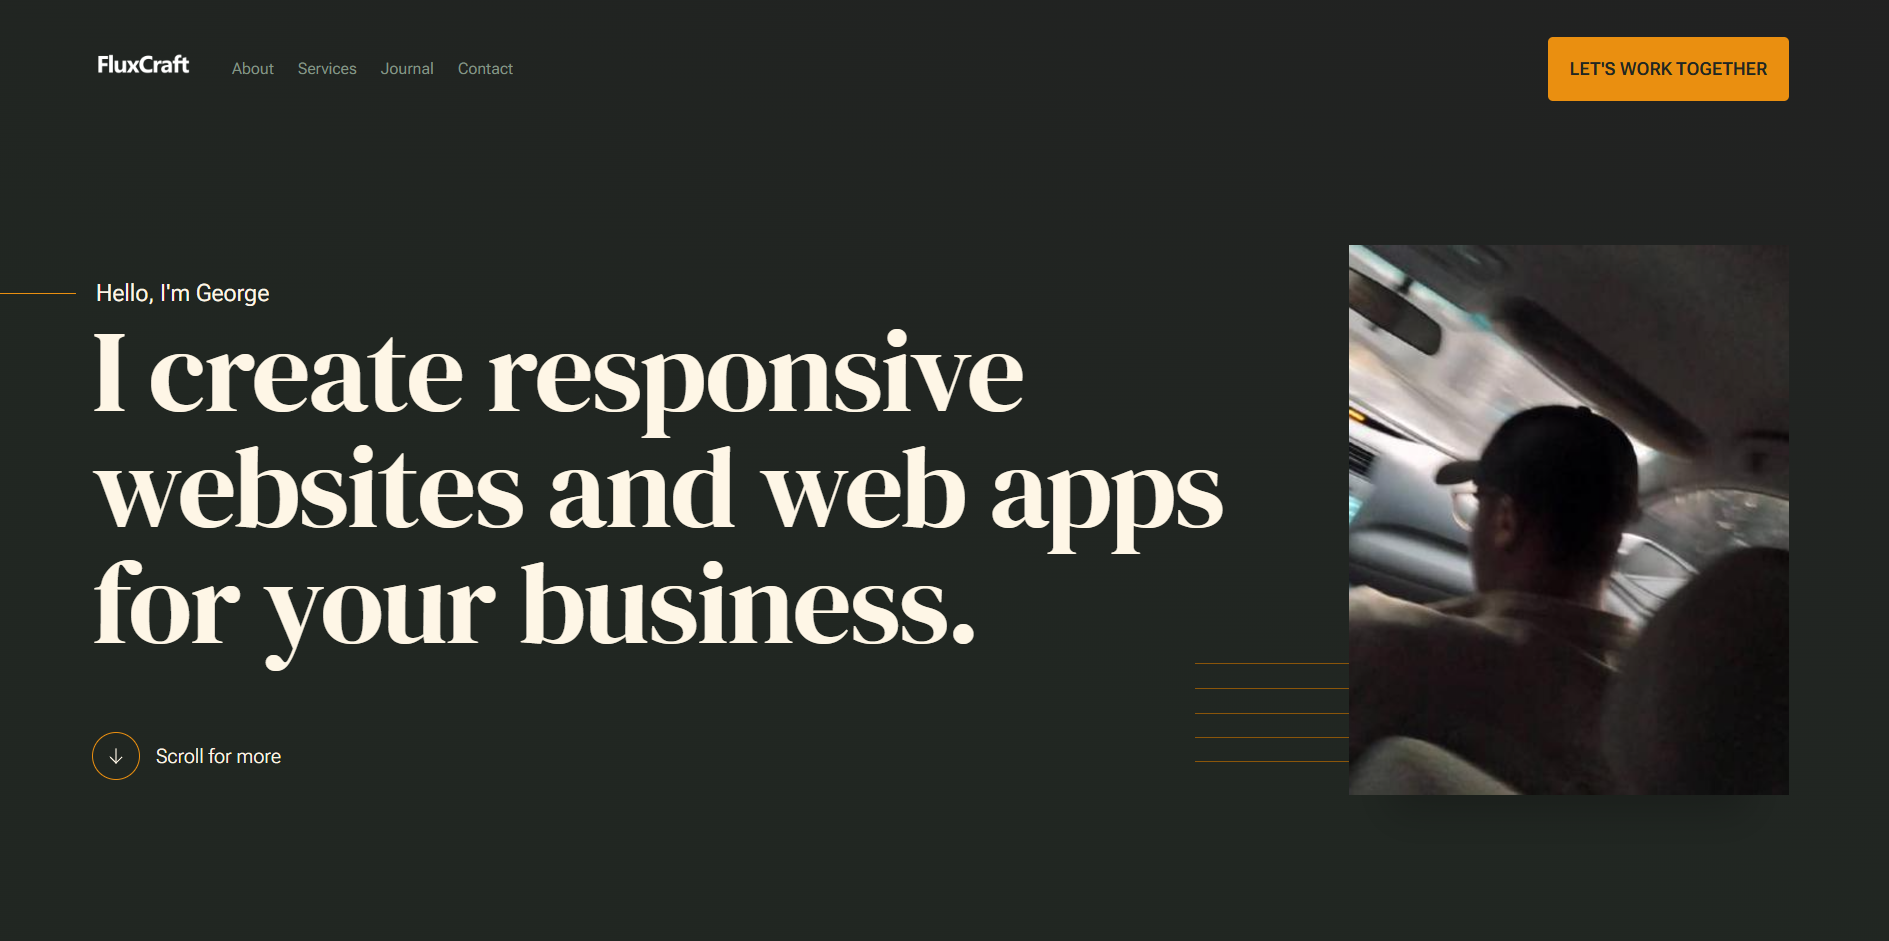 FluxCraft
About
Services
Journal
Contact
LET'S WORK TOGETHER
Hello, I'm George
I create responsive
websites and web apps
for your business.
Scroll for more